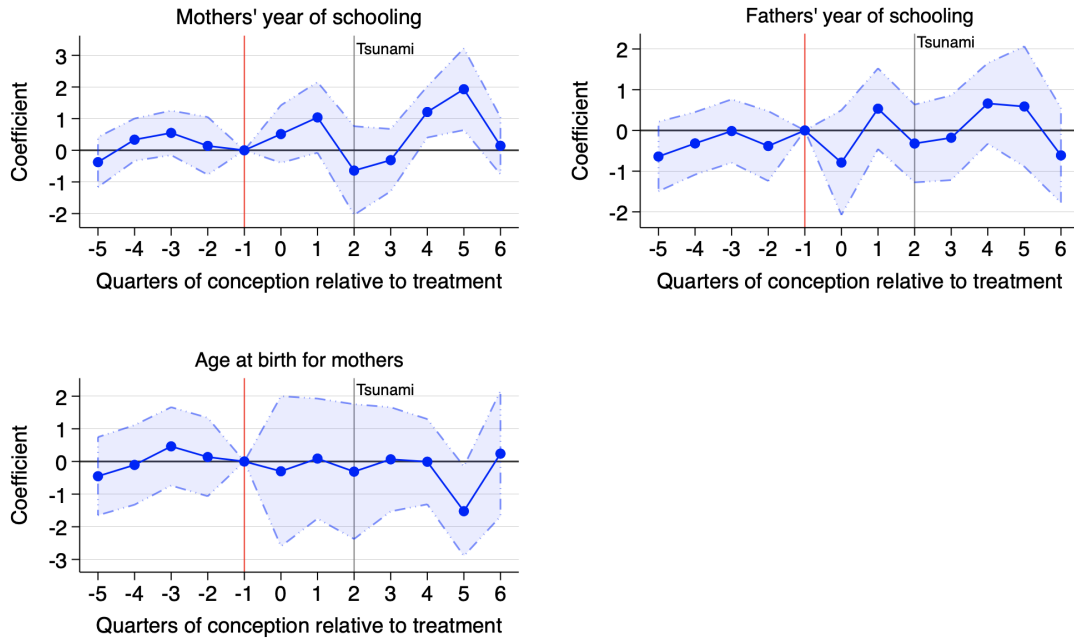 Mothers' year of schooling
Tsunami
Coefficient
3
2
1
0
-1
-2
-5 -4 -3 -2 -1 0 1 2 3 4 5 6
Quarters of conception relative to treatment
Fathers' year of schooling
Tsunami
Coefficient
2
1
0
-1
-2
-5 -4 -3 -2 -1 0 1 2 3 4 5 6
Quarters of conception relative to treatment
Age at birth for mothers
Tsunami
Coefficient
2
1
0
-1
-2
-3
-5 -4 -3 -2 -1 0 1 2 3 4 5 6
Quarters of conception relative to treatment